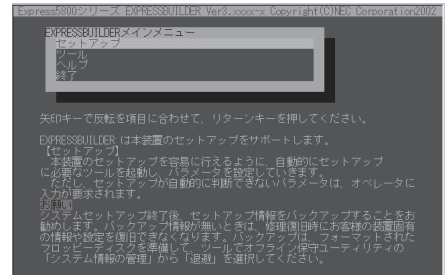 Express5800シリーズ EXPRESSBUILDER Ver3.xxxx-x Copyright(C)NEC Corporation2002
EXPRESSBUILDERメインメニュー
セットアップ
ツール
ヘルプ
終了
矢印キーで反転を項目に合わせて、リターンキーを押してください。
EXPRESSBUILDER は本装置のセットアップをサポートします。
【セットアップ】
本装置のセットアップを容易に行えるように、自動的にセットアップ
に必要なツールを起動し、パラメータを設定していきます。
ただし、セットアップが自動的に判断できないパラメータは、オペレータに
入力が要求されます。
お願い
システムセットアップ終了後、セットアップ情報をバックアップすることをお
勧めします。バックアップ情報が無いときは、修理復旧時にお客様の装置固有
の情報や設定を復旧できなくなります。バックアップは、フォーマットされた
フロッピーディスクを準備して、ツールでオフライン保守ユーティリティの
「システム情報の管理」から「退避」を選択してください。